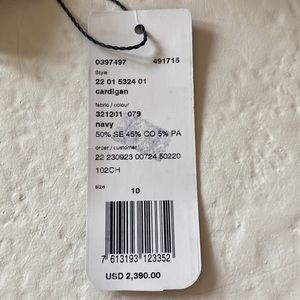 0397497 491715
Style
22 01 5324 01
cardigan
fabric / colour
321201 079
navy
50% SE 45% CO 5% PA
order / customer
22 230923 00724 50220
102CH
size 10
7 613193 123352
USD 2,390.00